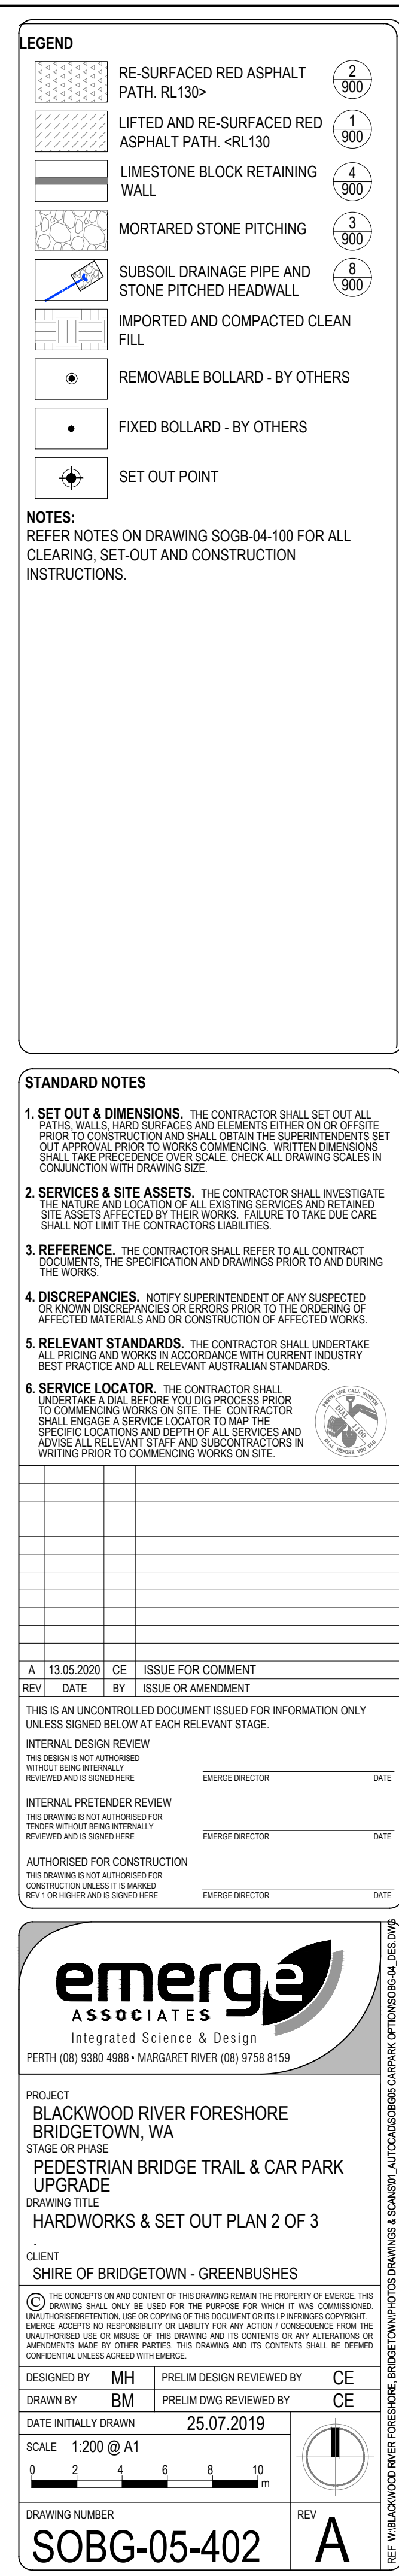 LEGEND
RE-SURFACED RED ASPHALT
PATH. RL130>
2
900
LIFTED AND RE-SURFACED RED
ASPHALT PATH. <RL130
1
900
LIMESTONE BLOCK RETAINING
WALL
4
900
MORTARED STONE PITCHING
3
900
SUBSOIL DRAINAGE PIPE AND
STONE PITCHED HEADWALL
8
900
IMPORTED AND COMPACTED CLEAN
FILL
REMOVABLE BOLLARD - BY OTHERS
FIXED BOLLARD - BY OTHERS
SET OUT POINT
NOTES:
REFER NOTES ON DRAWING SOGB-04-100 FOR ALL
CLEARING, SET-OUT AND CONSTRUCTION
INSTRUCTIONS.
STANDARD NOTES
1. SET OUT & DIMENSIONS. THE CONTRACTOR SHALL SET OUT ALL
PATHS, WALLS, HARD SURFACES AND ELEMENTS EITHER ON OR OFFSITE
PRIOR TO CONSTRUCTION AND SHALL OBTAIN THE SUPERINTENDENTS SET
OUT APPROVAL PRIOR TO WORKS COMMENCING. WRITTEN DIMENSIONS
SHALL TAKE PRECEDENCE OVER SCALE. CHECK ALL DRAWING SCALES IN
CONJUNCTION WITH DRAWING SIZE.
2. SERVICES & SITE ASSETS. THE CONTRACTOR SHALL INVESTIGATE
THE NATURE AND LOCATION OF ALL EXISTING SERVICES AND RETAINED
SITE ASSETS AFFECTED BY THEIR WORKS. FAILURE TO TAKE DUE CARE
SHALL NOT LIMIT THE CONTRACTORS LIABILITIES.
3. REFERENCE. THE CONTRACTOR SHALL REFER TO ALL CONTRACT
DOCUMENTS, THE SPECIFICATION AND DRAWINGS PRIOR TO AND DURING
THE WORKS.
4. DISCREPANCIES. NOTIFY SUPERINTENDENT OF ANY SUSPECTED
OR KNOWN DISCREPANCIES OR ERRORS PRIOR TO THE ORDERING OF
AFFECTED MATERIALS AND OR CONSTRUCTION OF AFFECTED WORKS.
5. RELEVANT STANDARDS. THE CONTRACTOR SHALL UNDERTAKE
ALL PRICING AND WORKS IN ACCORDANCE WITH CURRENT INDUSTRY
BEST PRACTICE AND ALL RELEVANT AUSTRALIAN STANDARDS.
6. SERVICE LOCATOR. THE CONTRACTOR SHALL
UNDERTAKE A DIAL BEFORE YOU DIG PROCESS PRIOR
TO COMMENCING WORKS ON SITE. THE CONTRACTOR
SHALL ENGAGE A SERVICE LOCATOR TO MAP THE
SPECIFIC LOCATIONS AND DEPTH OF ALL SERVICES AND
ADVISE ALL RELEVANT STAFF AND SUBCONTRACTORS IN
WRITING PRIOR TO COMMENCING WORKS ON SITE.
PERTH ONE CALL SYSTEM
DIAL 1100
DIAL BEFORE YOU DIG
A 13.05.2020 CE ISSUE FOR COMMENT
REV DATE BY ISSUE OR AMENDMENT
THIS IS AN UNCONTROLLED DOCUMENT ISSUED FOR INFORMATION ONLY
UNLESS SIGNED BELOW AT EACH RELEVANT STAGE.
INTERNAL DESIGN REVIEW
THIS DESIGN IS NOT AUTHORISED
WITHOUT BEING INTERNALLY
REVIEWED AND IS SIGNED HERE EMERGE DIRECTOR DATE
INTERNAL PRETENDER REVIEW
THIS DRAWING IS NOT AUTHORISED FOR
TENDER WITHOUT BEING INTERNALLY
REVIEWED AND IS SIGNED HERE EMERGE DIRECTOR DATE
AUTHORISED FOR CONSTRUCTION
THIS DRAWING IS NOT AUTHORISED FOR
CONSTRUCTION UNLESS IT IS MARKED
REV 1 OR HIGHER AND IS SIGNED HERE EMERGE DIRECTOR DATE
emerge
ASSOCIATES
Integrated Science & Design
PERTH (08) 9380 4988 • MARGARET RIVER (08) 9758 8159
PROJECT
BLACKWOOD RIVER FORESHORE
BRIDGETOWN, WA
STAGE OR PHASE
PEDESTRIAN BRIDGE TRAIL & CAR PARK
UPGRADE
DRAWING TITLE
HARDWORKS & SET OUT PLAN 2 OF 3
.
CLIENT
SHIRE OF BRIDGETOWN - GREENBUSHES
© THE CONCEPTS ON AND CONTENT OF THIS DRAWING REMAIN THE PROPERTY OF EMERGE. THIS
DRAWING SHALL ONLY BE USED FOR THE PURPOSE FOR WHICH IT WAS COMMISSIONED.
UNAUTHORISEDRETENTION, USE OR COPYING OF THIS DOCUMENT OR ITS I.P INFRINGES COPYRIGHT.
EMERGE ACCEPTS NO RESPONSIBILITY OR LIABILITY FOR ANY ACTION / CONSEQUENCE FROM THE
UNAUTHORISED USE OR MISUSE OF THIS DRAWING AND ITS CONTENTS OR ANY ALTERATIONS OR
AMENDMENTS MADE BY OTHER PARTIES. THIS DRAWING AND ITS CONTENTS SHALL BE DEEMED
CONFIDENTIAL UNLESS AGREED WITH EMERGE.
DESIGNED BY MH PRELIM DESIGN REVIEWED BY CE
DRAWN BY BM PRELIM DWG REVIEWED BY CE
DATE INITIALLY DRAWN 25.07.2019
SCALE 1:200 @ A1
0 2 4 6 8 10
m
DRAWING NUMBER
SOBG-05-402
REV
A
REF W:\BLACKWOOD RIVER FORESHORE, BRIDGETOWN\PHOTOS DRAWINGS & SCANS\01_AUTOCAD\SOBG05 CARPARK OPTION\SOBG-04_DES.DWG